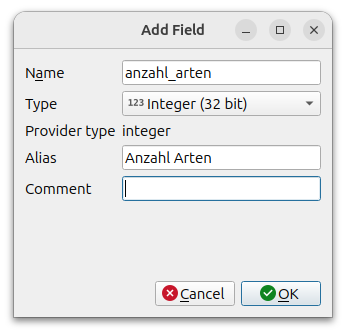 Add Field
Name anzahl_arten
Type 123 Integer (32 bit)
Provider type integer
Alias Anzahl Arten
Comment
Cancel OK